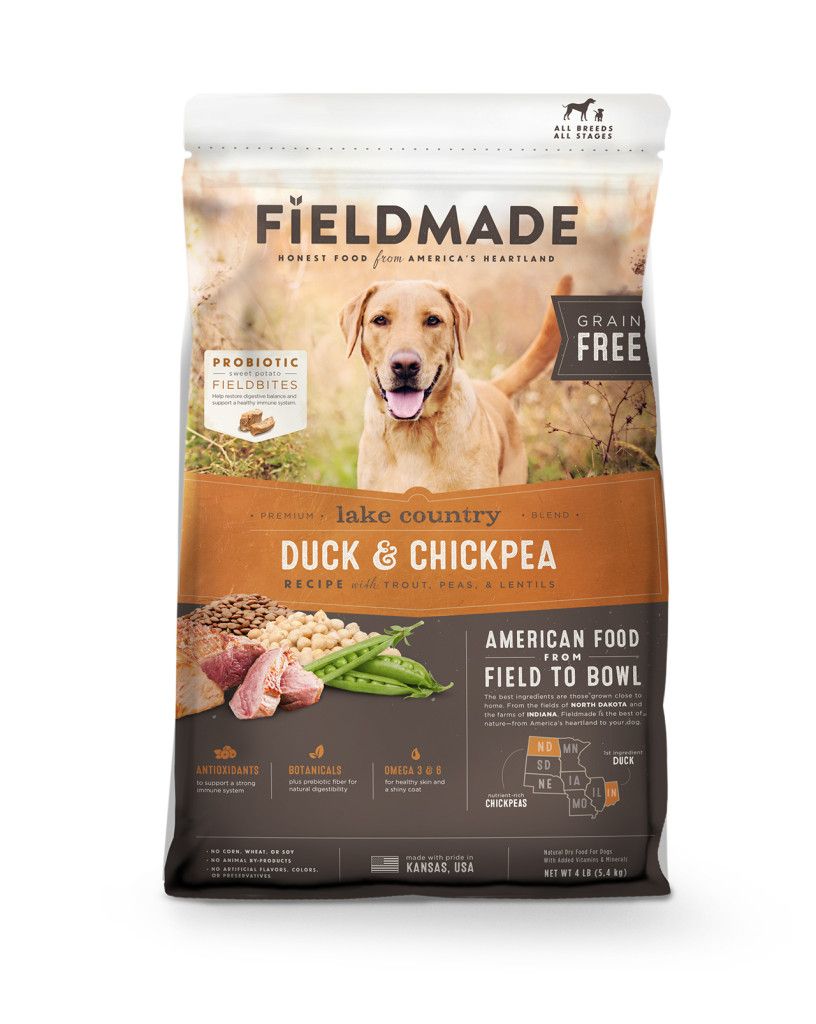 ALL BREEDS
ALL STAGES
FIELDMADE
HONEST FOOD from AMERICA'S HEARTLAND
GRAIN
FREE
PROBIOTIC
sweet potato
FIELDBITES
Help restore digestive balance and
support a healthy immune system.
• PREMIUM • lake country • BLEND •
DUCK & CHICKPEA
RECIPE with TROUT, PEAS, & LENTILS
AMERICAN FOOD
FROM
FIELD TO BOWL
The best ingredients are those grown close to
home. From the fields of NORTH DAKOTA and
the farms of INDIANA, Fieldmade is the best of
nature—from America's heartland to your dog.
ND MN
SD
NE IA
MO IL IN
1st ingredient
DUCK
nutrient-rich
CHICKPEAS
ANTIOXIDANTS
to support a strong
immune system
BOTANICALS
plus prebiotic fiber for
natural digestibility
OMEGA 3 & 6
for healthy skin and
a shiny coat
• NO CORN, WHEAT, OR SOY
• NO ANIMAL BY-PRODUCTS
• NO ARTIFICIAL FLAVORS, COLORS,
OR PRESERVATIVES
made with pride in
KANSAS, USA
Natural Dry Food For Dogs
With Added Vitamins & Minerals
NET WT 4 LB (5.4 kg)